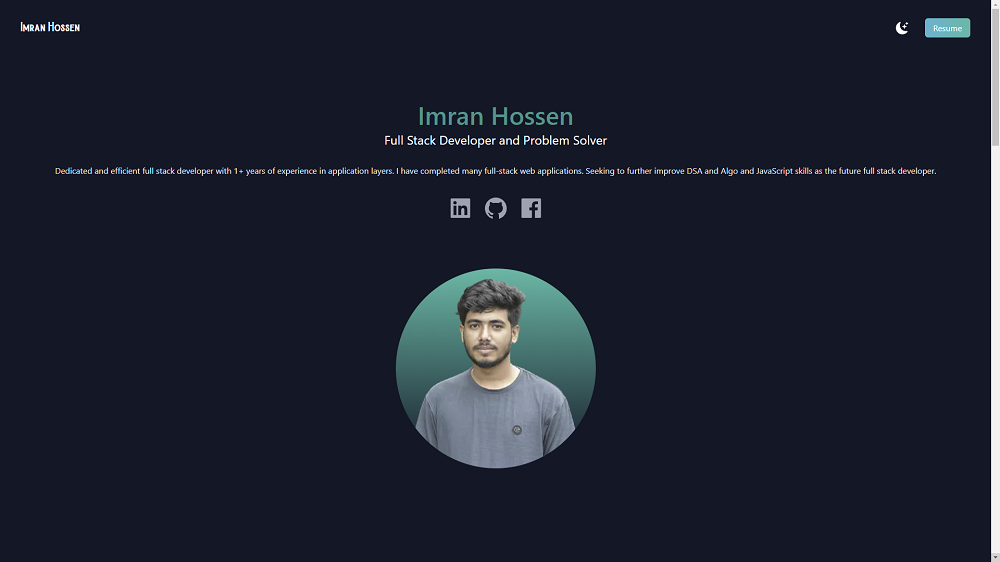 Imran Hossen
Resume
Imran Hossen
Full Stack Developer and Problem Solver
Dedicated and efficient full stack developer with 1+ years of experience in application layers. I have completed many full-stack web applications. Seeking to further improve DSA and Algo and JavaScript skills as the future full stack developer.
in